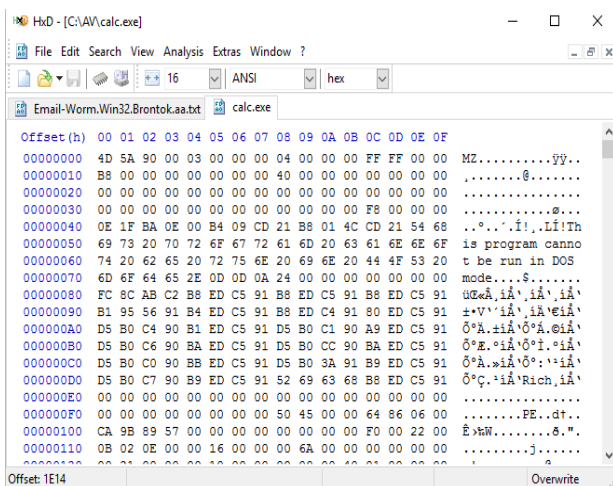 HxD - [C:\AV\calc.exe]
File Edit Search View Analysis Extras Window ?
16 ANSI hex
Email-Worm.Win32.Brontok.aa.txt calc.exe
Offset(h) 00 01 02 03 04 05 06 07 08 09 0A 0B 0C 0D 0E 0F
00000000 4D 5A 90 00 03 00 00 00 04 00 00 00 FF FF 00 00 MZ..........ÿÿ..
00000010 B8 00 00 00 00 00 00 00 40 00 00 00 00 00 00 00 ¸.......@.......
00000020 00 00 00 00 00 00 00 00 00 00 00 00 00 00 00 00 ................
00000030 00 00 00 00 00 00 00 00 00 00 00 00 F8 00 00 00 ............ø...
00000040 0E 1F BA 0E 00 B4 09 CD 21 B8 01 4C CD 21 54 68 ..º..´.Í!¸.LÍ!Th
00000050 69 73 20 70 72 6F 67 72 61 6D 20 63 61 6E 6E 6F is program canno
00000060 74 20 62 65 20 72 75 6E 20 69 6E 20 44 4F 53 20 t be run in DOS
00000070 6D 6F 64 65 2E 0D 0D 0A 24 00 00 00 00 00 00 00 mode....$.......
00000080 FC 8C AB C2 B8 ED C5 91 B8 ED C5 91 B8 ED C5 91 üŒ«Â¸íÅ‘¸íÅ‘¸íÅ‘
00000090 B1 95 56 91 B4 ED C5 91 B8 ED C4 91 80 ED C5 91 ±•V‘´íÅ‘¸íÄ‘€íÅ‘
000000A0 D5 B0 C4 90 B1 ED C5 91 D5 B0 C1 90 A9 ED C5 91 Õ°Ä.±íÅ‘Õ°Á.©íÅ‘
000000B0 D5 B0 C6 90 BA ED C5 91 D5 B0 CC 90 BA ED C5 91 Õ°Æ.ºíÅ‘Õ°Ì.ºíÅ‘
000000C0 D5 B0 C0 90 BB ED C5 91 D5 B0 3A 91 B9 ED C5 91 Õ°À.»íÅ‘Õ°:‘¹íÅ‘
000000D0 D5 B0 C7 90 B9 ED C5 91 52 69 63 68 B8 ED C5 91 Õ°Ç.¹íÅ‘Rich¸íÅ‘
000000E0 00 00 00 00 00 00 00 00 00 00 00 00 00 00 00 00 ................
000000F0 00 00 00 00 00 00 00 00 50 45 00 00 64 86 06 00 ........PE..d†..
00000100 CA 9B 89 57 00 00 00 00 00 00 00 00 F0 00 22 00 Ê›‰W........ð.".
00000110 0B 02 0E 00 00 16 00 00 00 6A 00 00 00 00 00 00 .........j......
Offset: 1E14 Overwrite